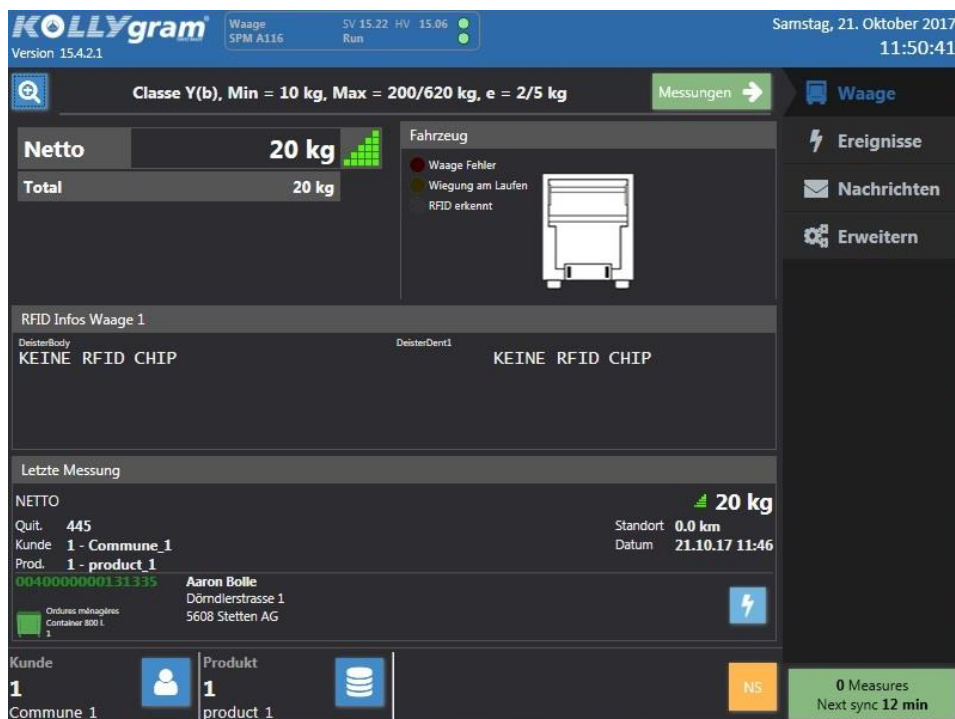 KOLLYgram
Version 15.4.2.1
Waage SV 15.22 HV 15.06
SPM A116 Run
Samstag, 21. Oktober 2017
11:50:41
Classe Y(b), Min = 10 kg, Max = 200/620 kg, e = 2/5 kg
Messungen
Waage
Ereignisse
Nachrichten
Erweitern
Netto 20 kg
Total 20 kg
Fahrzeug
Waage Fehler
Wiegung am Laufen
RFID erkennt
RFID Infos Waage 1
DeisterBody DeisterDent1
KEINE RFID CHIP KEINE RFID CHIP
Letzte Messung
NETTO 20 kg
Quit. 445 Standort 0.0 km
Kunde 1 - Commune_1 Datum 21.10.17 11:46
Prod. 1 - product_1
0040000000131335 Aaron Bolle
Dörndlerstrasse 1
5608 Stetten AG
Ordures ménagères
Container 800 l.
1
Kunde
1
Commune 1
Produkt
1
product 1
NS
0 Measures
Next sync 12 min